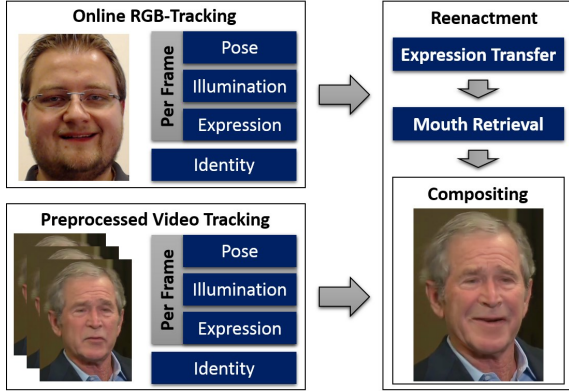 Online RGB-Tracking
Per Frame
Pose
Illumination
Expression
Identity
Preprocessed Video Tracking
Per Frame
Pose
Illumination
Expression
Identity
Reenactment
Expression Transfer
Mouth Retrieval
Compositing